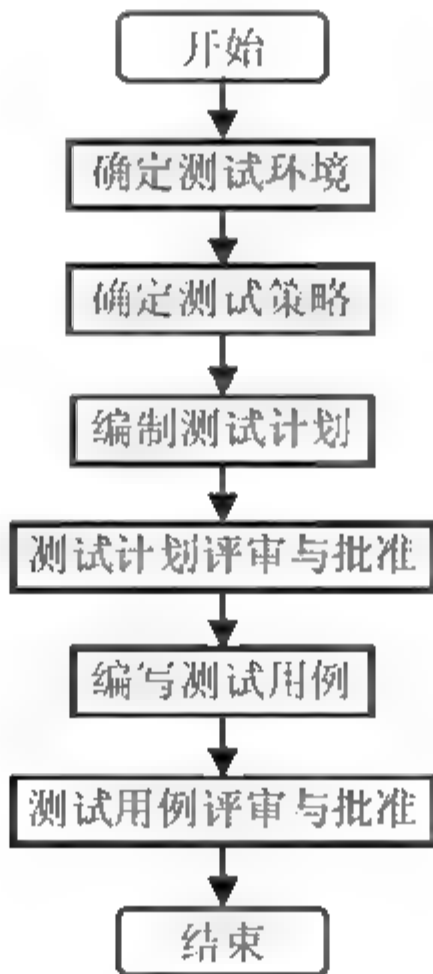 开始
确定测试环境
确定测试策略
编制测试计划
测试计划评审与批准
编写测试用例
测试用例评审与批准
结束